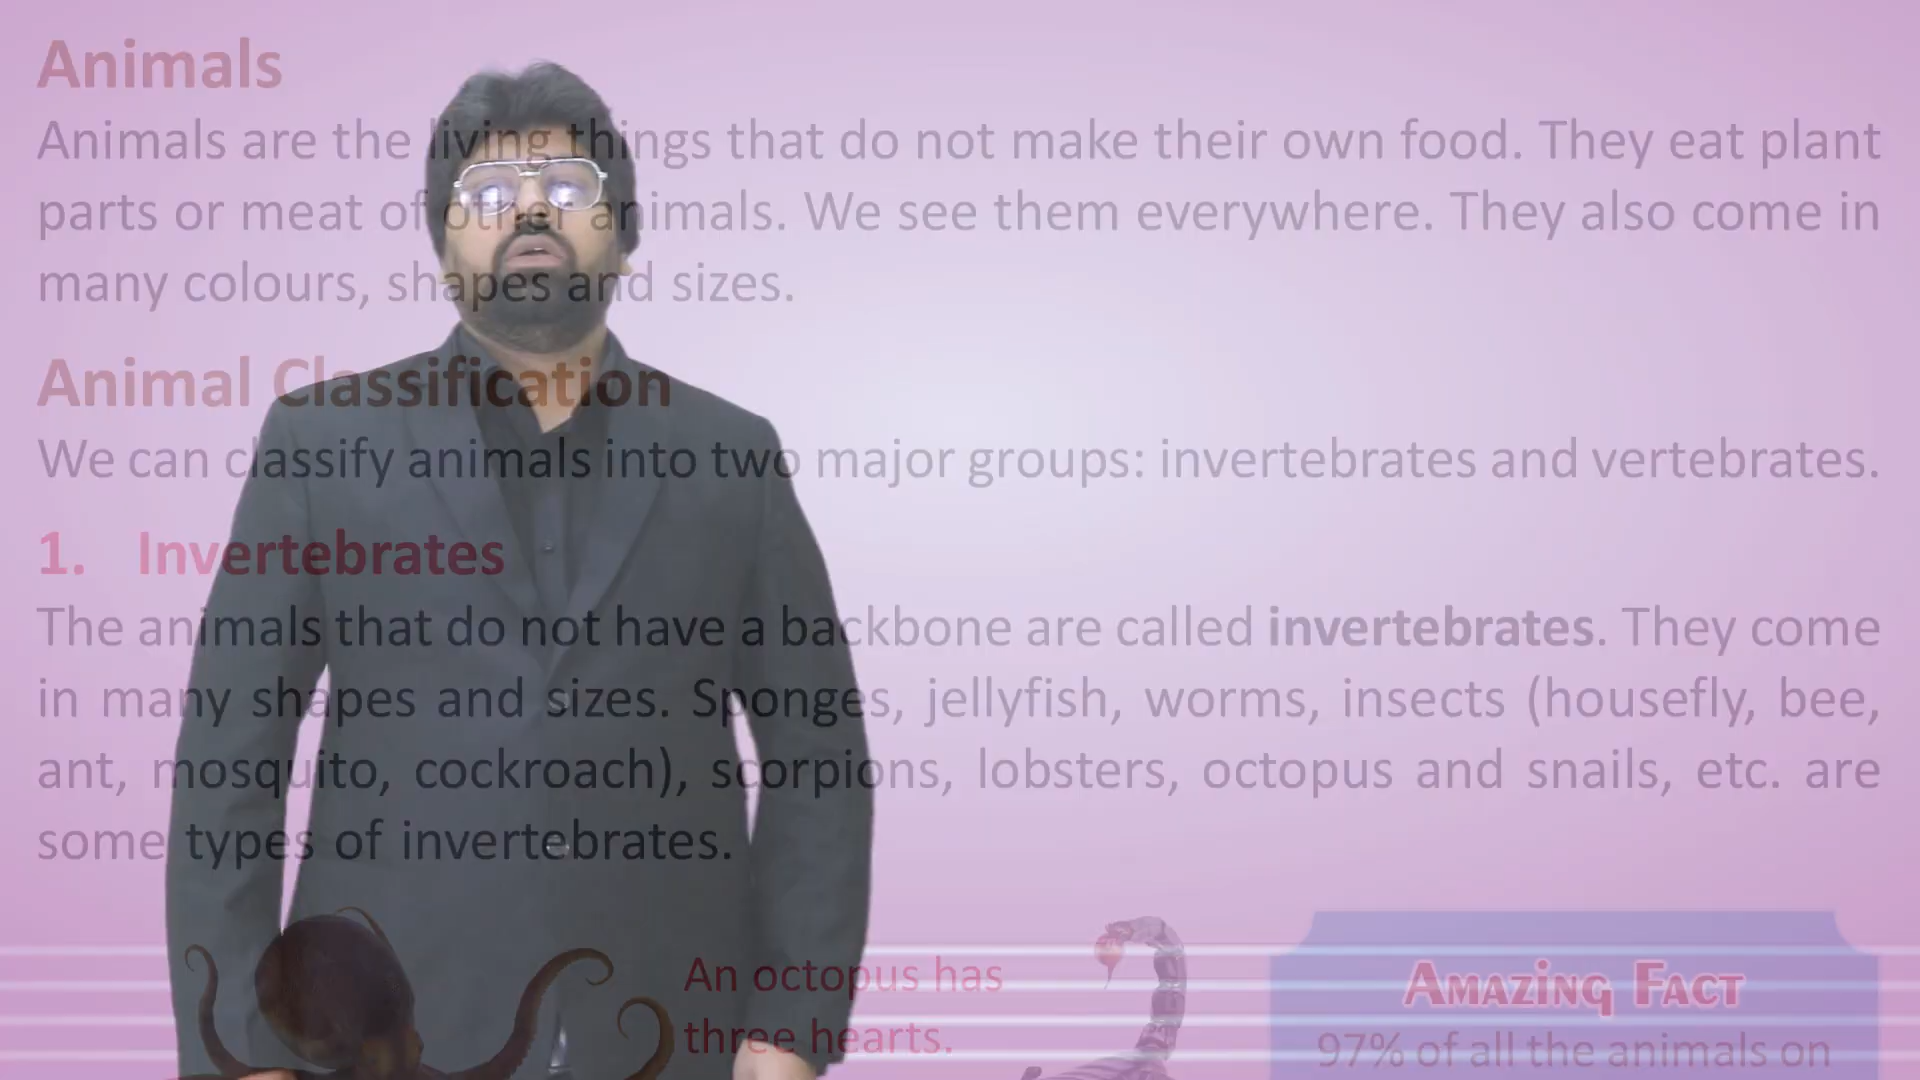 Animals
Animals are the living things that do not make their own food. They eat plant
parts or meat of other animals. We see them everywhere. They also come in
many colours, shapes and sizes.
Animal Classification
We can classify animals into two major groups: invertebrates and vertebrates.
1. Invertebrates
The animals that do not have a backbone are called invertebrates. They come
in many shapes and sizes. Sponges, jellyfish, worms, insects (housefly, bee,
ant, mosquito, cockroach), scorpions, lobsters, octopus and snails, etc. are
some types of invertebrates.
An octopus has
three hearts.
Amazing Fact
97% of all the animals on